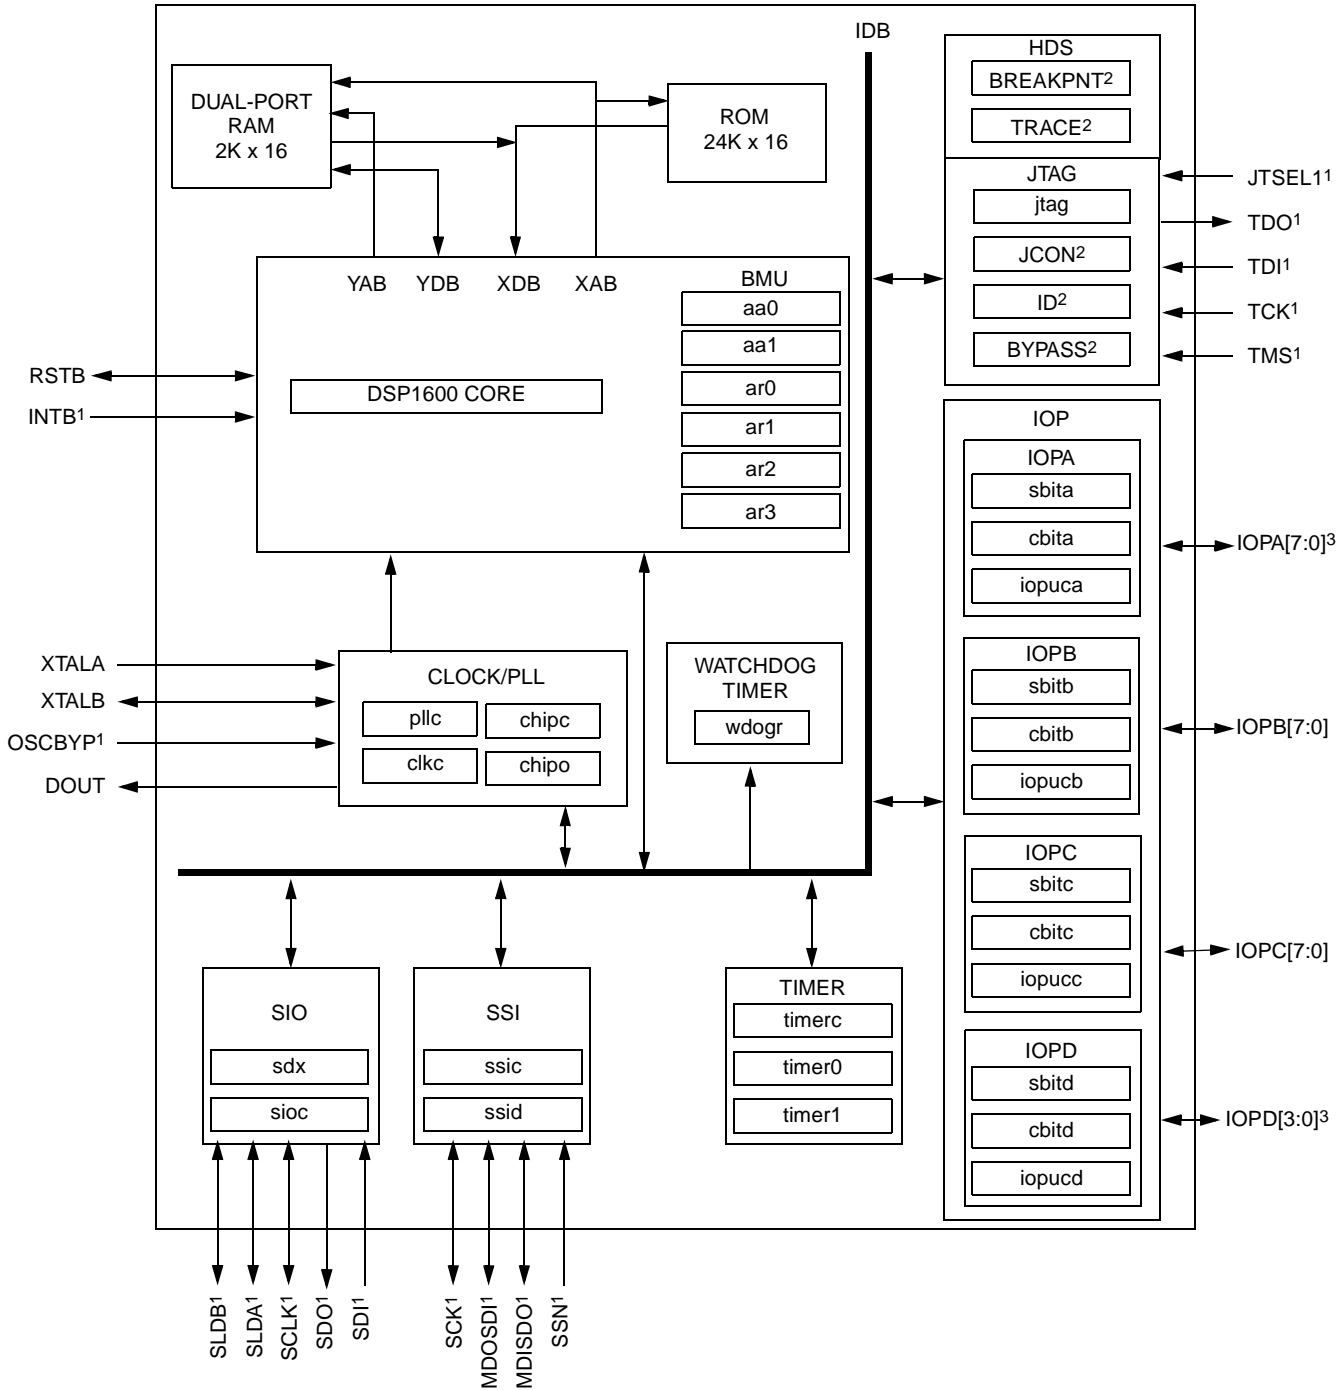 IDB
DUAL-PORT
RAM
2K x 16
ROM
24K x 16
HDS
BREAKPNT2
TRACE2
JTAG
jtag
JCON2
ID2
BYPASS2
JTSEL11
TDO1
TDI1
TCK1
TMS1
YAB YDB XDB XAB
BMU
aa0
aa1
ar0
ar1
ar2
ar3
DSP1600 CORE
RSTB
INTB1
IOP
IOPA
sbita
cbita
iopuca
IOPA[7:0]3
IOPB
sbitb
cbitb
iopucb
IOPB[7:0]
IOPC
sbitc
cbitc
iopucc
IOPC[7:0]
IOPD
sbitd
cbitd
iopucd
IOPD[3:0]3
XTALA
XTALB
OSCBYP1
DOUT
CLOCK/PLL
pllc
chipc
clkc
chipo
WATCHDOG
TIMER
wdogr
SIO
sdx
sioc
SSI
ssic
ssid
TIMER
timerc
timer0
timer1
SLDB1
SLDA1
SCLK1
SDO1
SDI1
SCK1
MDOSDI1
MDISDO1
SSN1